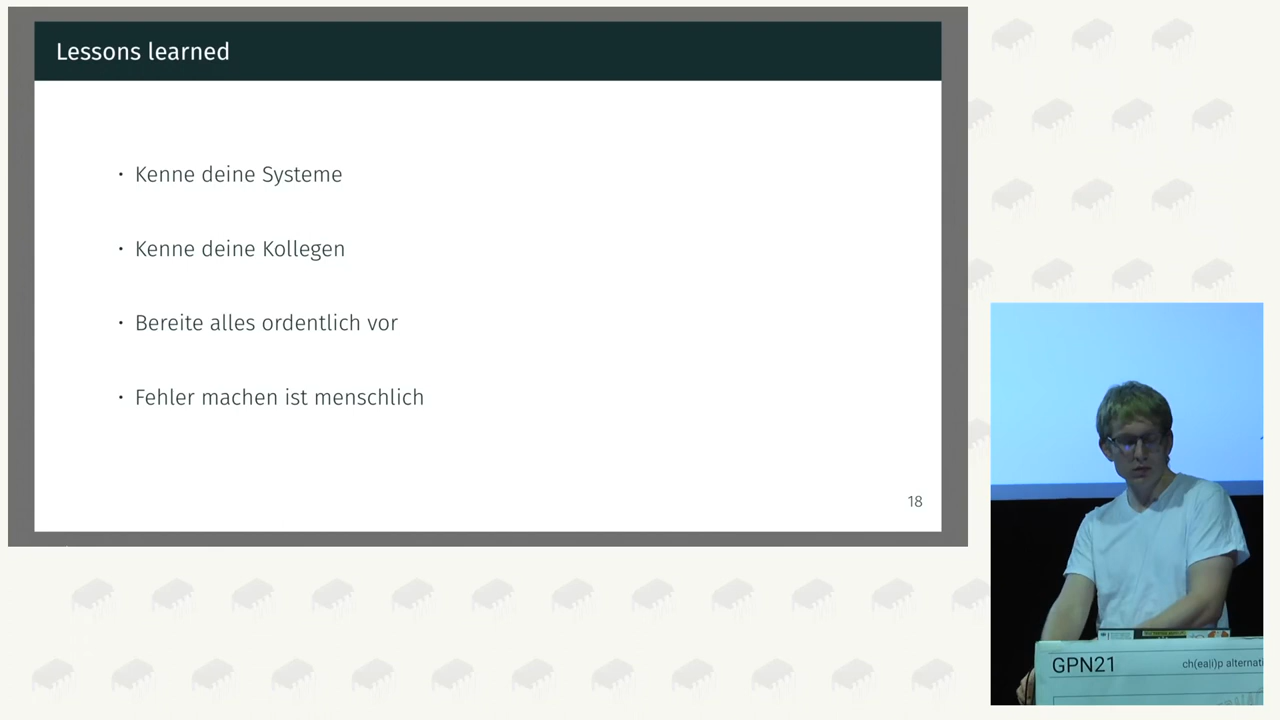 Lessons learned
· Kenne deine Systeme
· Kenne deine Kollegen
· Bereite alles ordentlich vor
· Fehler machen ist menschlich
18
GPN21
ch(ea(i)p alternati